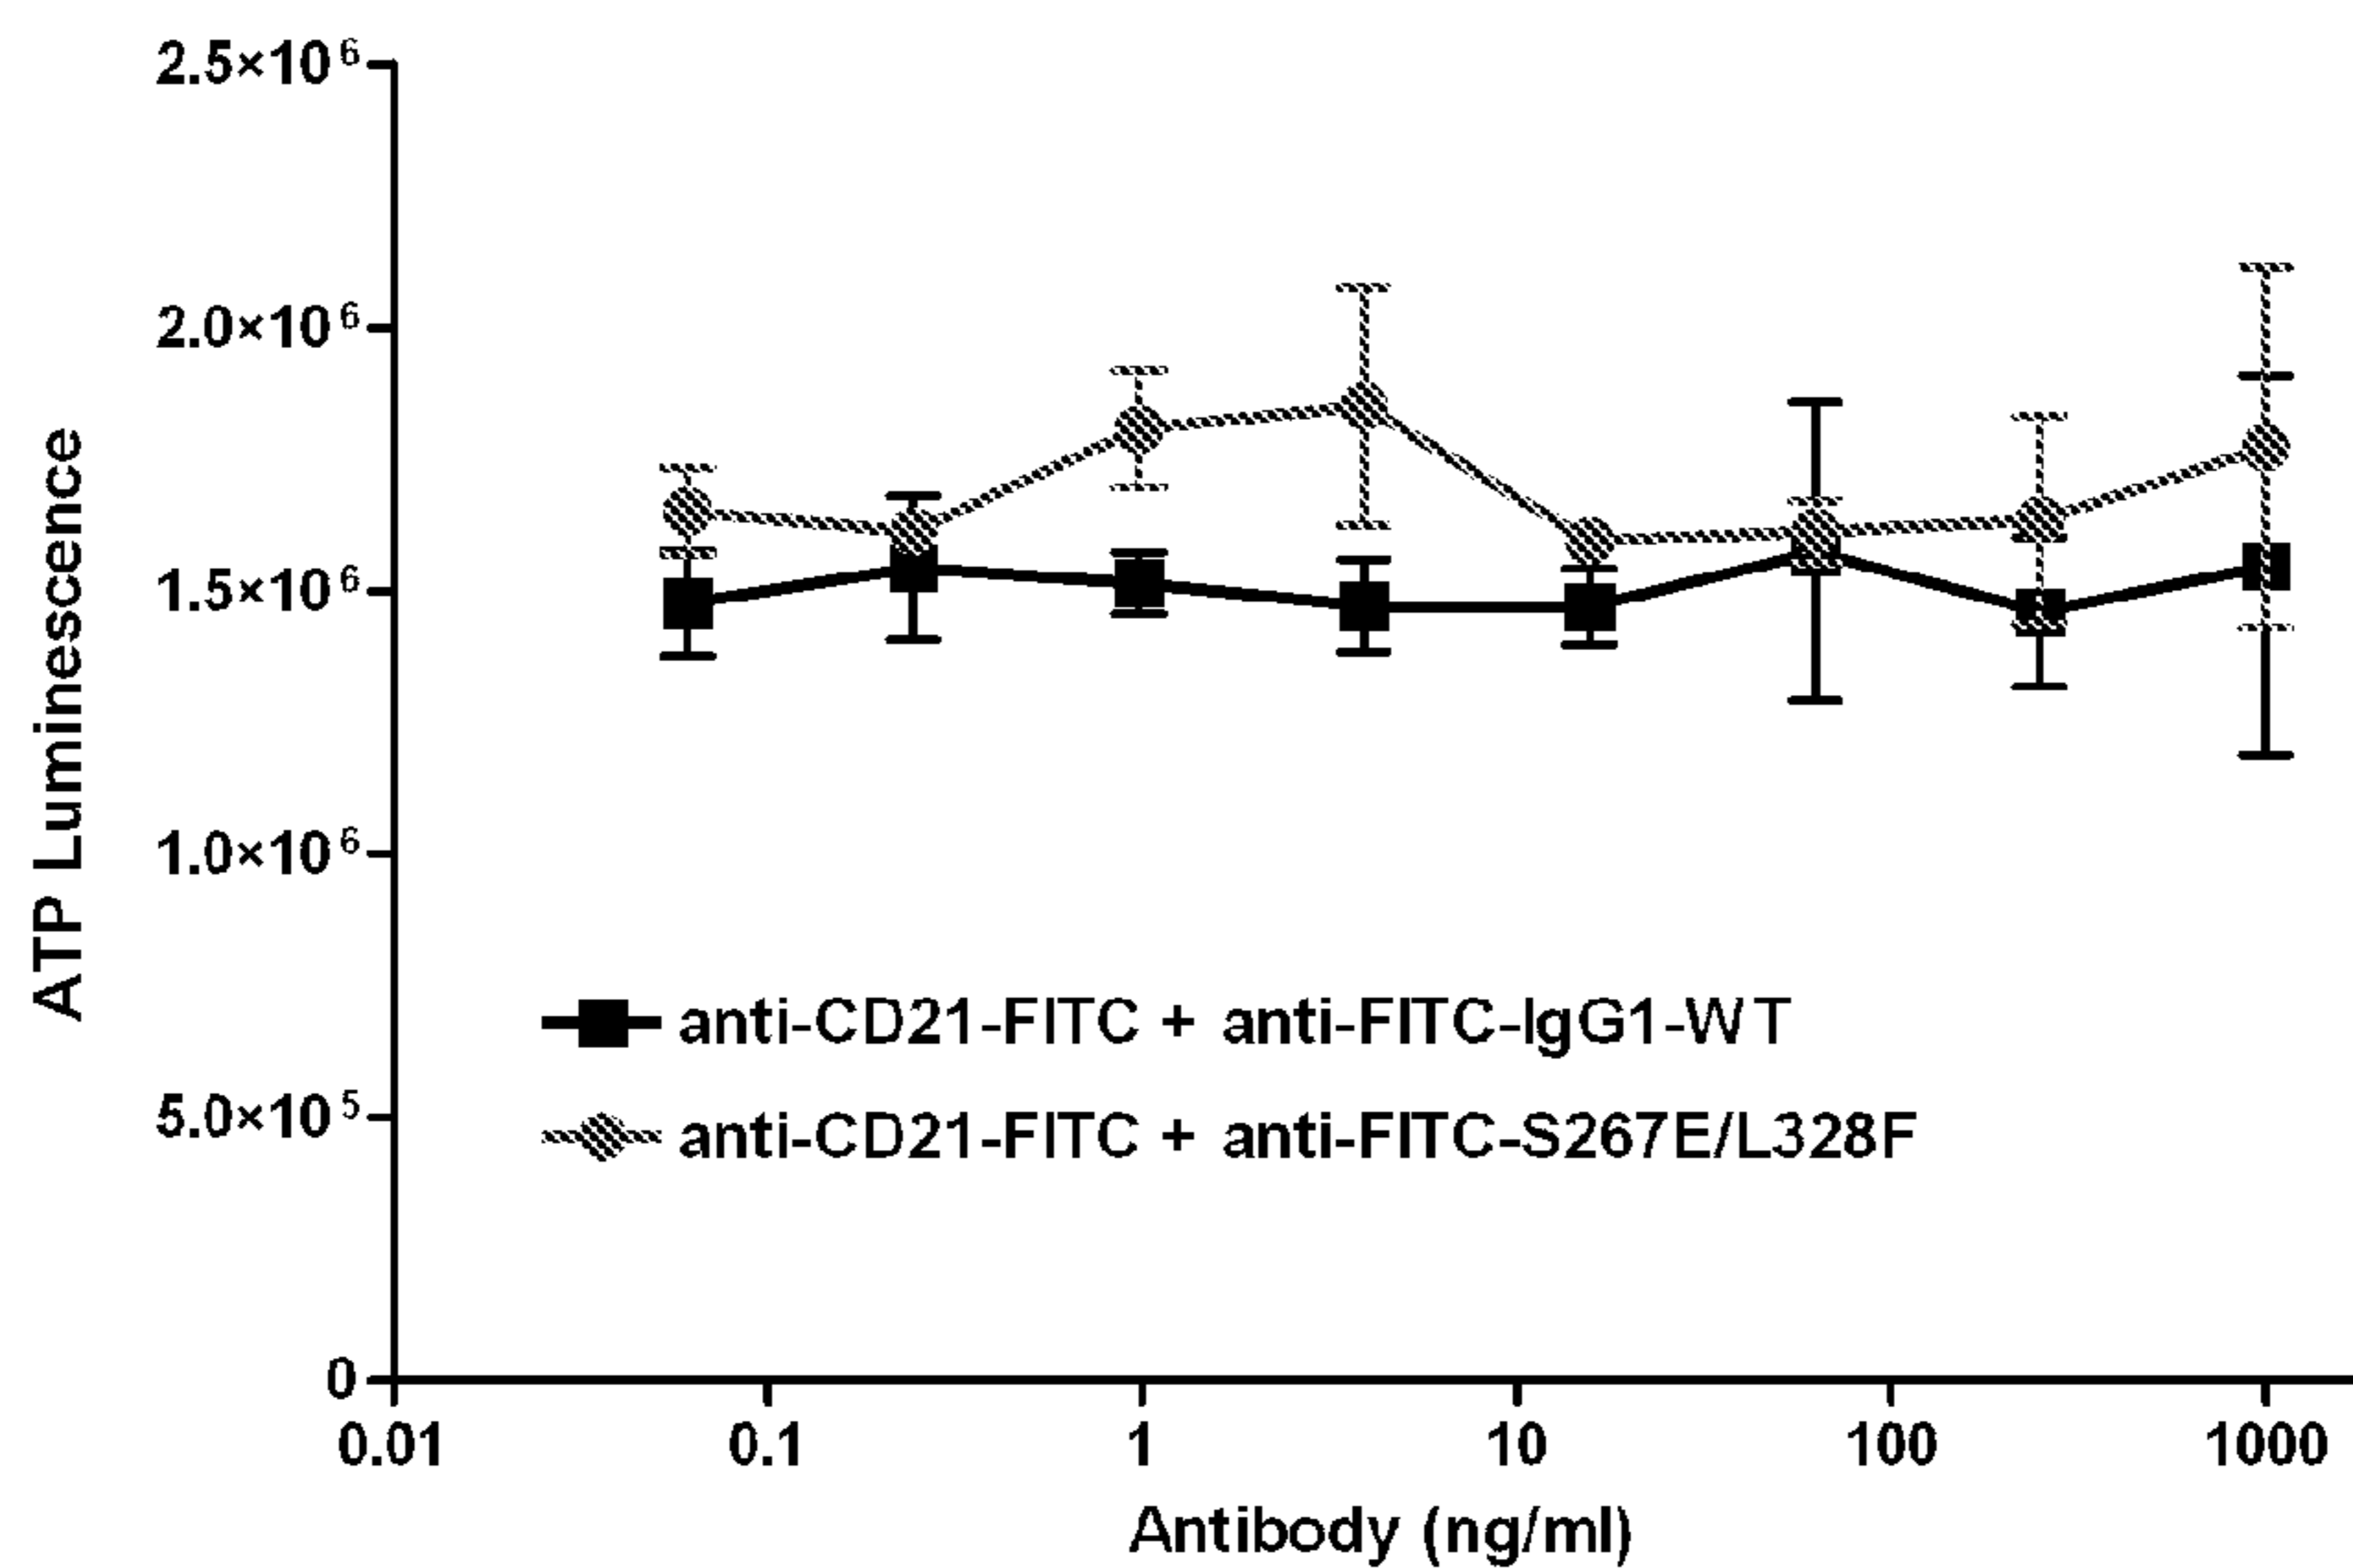 2.5×10⁶
2.0×10⁶
1.5×10⁶
1.0×10⁶
5.0×10⁵
0
ATP Luminescence
anti-CD21-FITC + anti-FITC-IgG1-WT
anti-CD21-FITC + anti-FITC-S267E/L328F
0.01 0.1 1 10 100 1000
Antibody (ng/ml)